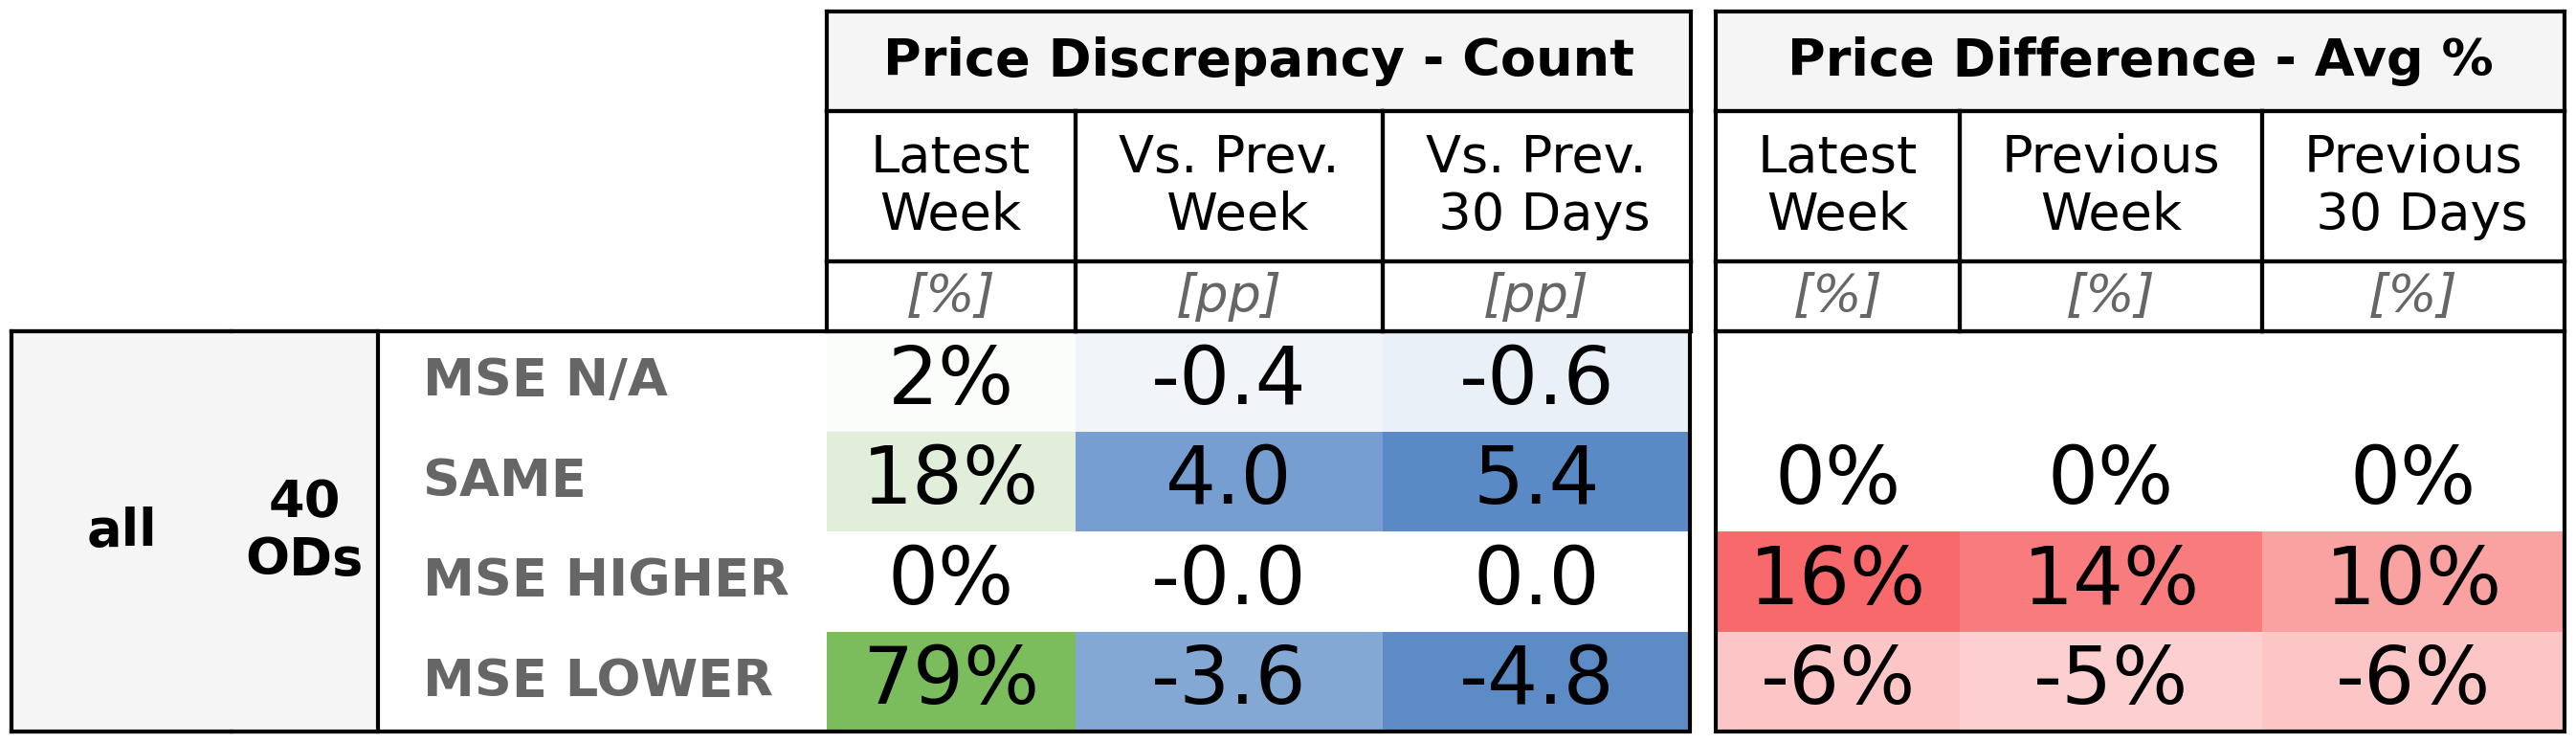 Price Discrepancy - Count Price Difference - Avg %
Latest Week Vs. Prev. Week Vs. Prev. 30 Days Latest Week Previous Week Previous 30 Days
[%] [pp] [pp] [%] [%] [%]
all
40
ODs
MSE N/A 2% -0.4 -0.6
SAME 18% 4.0 5.4 0% 0% 0%
MSE HIGHER 0% -0.0 0.0 16% 14% 10%
MSE LOWER 79% -3.6 -4.8 -6% -5% -6%